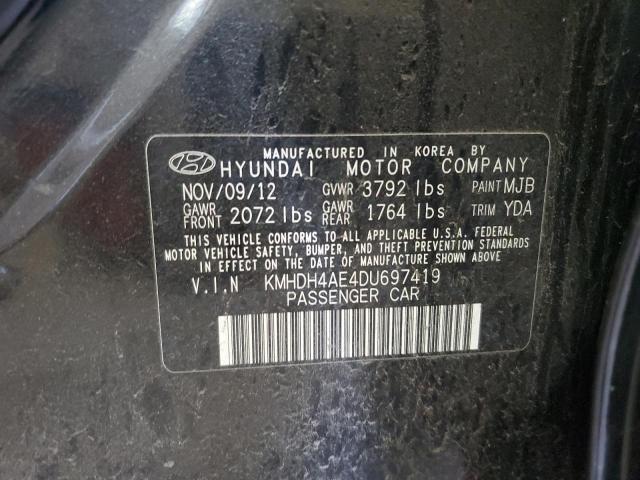 MANUFACTURED IN KOREA BY
HYUNDAI MOTOR COMPANY
NOV/09/12 GVWR 3792 lbs PAINT MJB
GAWR FRONT 2072 lbs GAWR REAR 1764 lbs TRIM YDA
THIS VEHICLE CONFORMS TO ALL APPLICABLE U.S.A. FEDERAL
MOTOR VEHICLE SAFETY, BUMPER, AND THEFT PREVENTION STANDARDS
IN EFFECT ON THE DATE OF MANUFACTURE SHOWN ABOVE.
V.I.N KMHDH4AE4DU697419
PASSENGER CAR